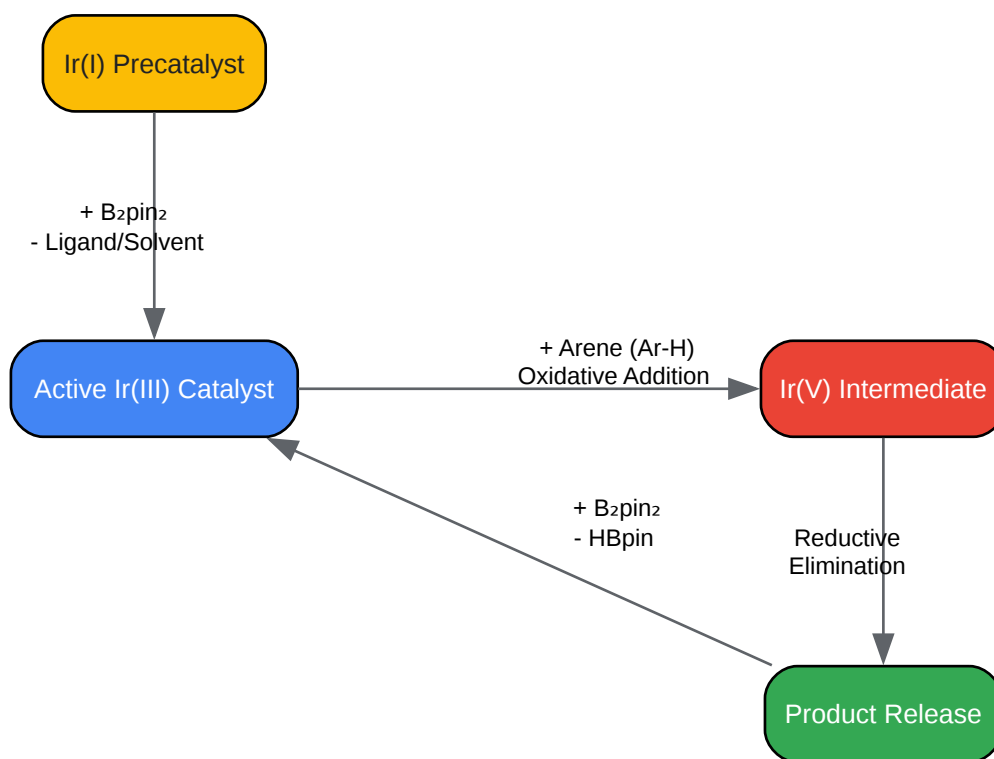 Ir(I) Precatalyst
+ B₂pin₂
- Ligand/Solvent
+ Arene (Ar-H)
Oxidative Addition
Active Ir(III) Catalyst
Ir(V) Intermediate
+ B₂pin₂
- HBpin
Reductive
Elimination
Product Release